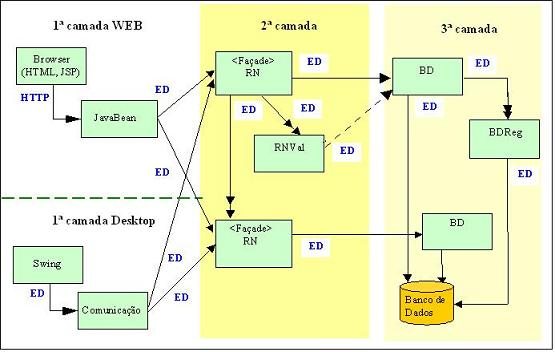 1ª camada WEB
2ª camada
3ª camada
Browser
(HTML, JSP)
HTTP
JavaBean
ED
<Façade>
RN
ED
BD
ED
ED
ED
ED
RNVal
ED
BDReg
1ª camada Desktop
Swing
ED
Comunicação
ED
ED
<Façade>
RN
ED
BD
Banco de
Dados